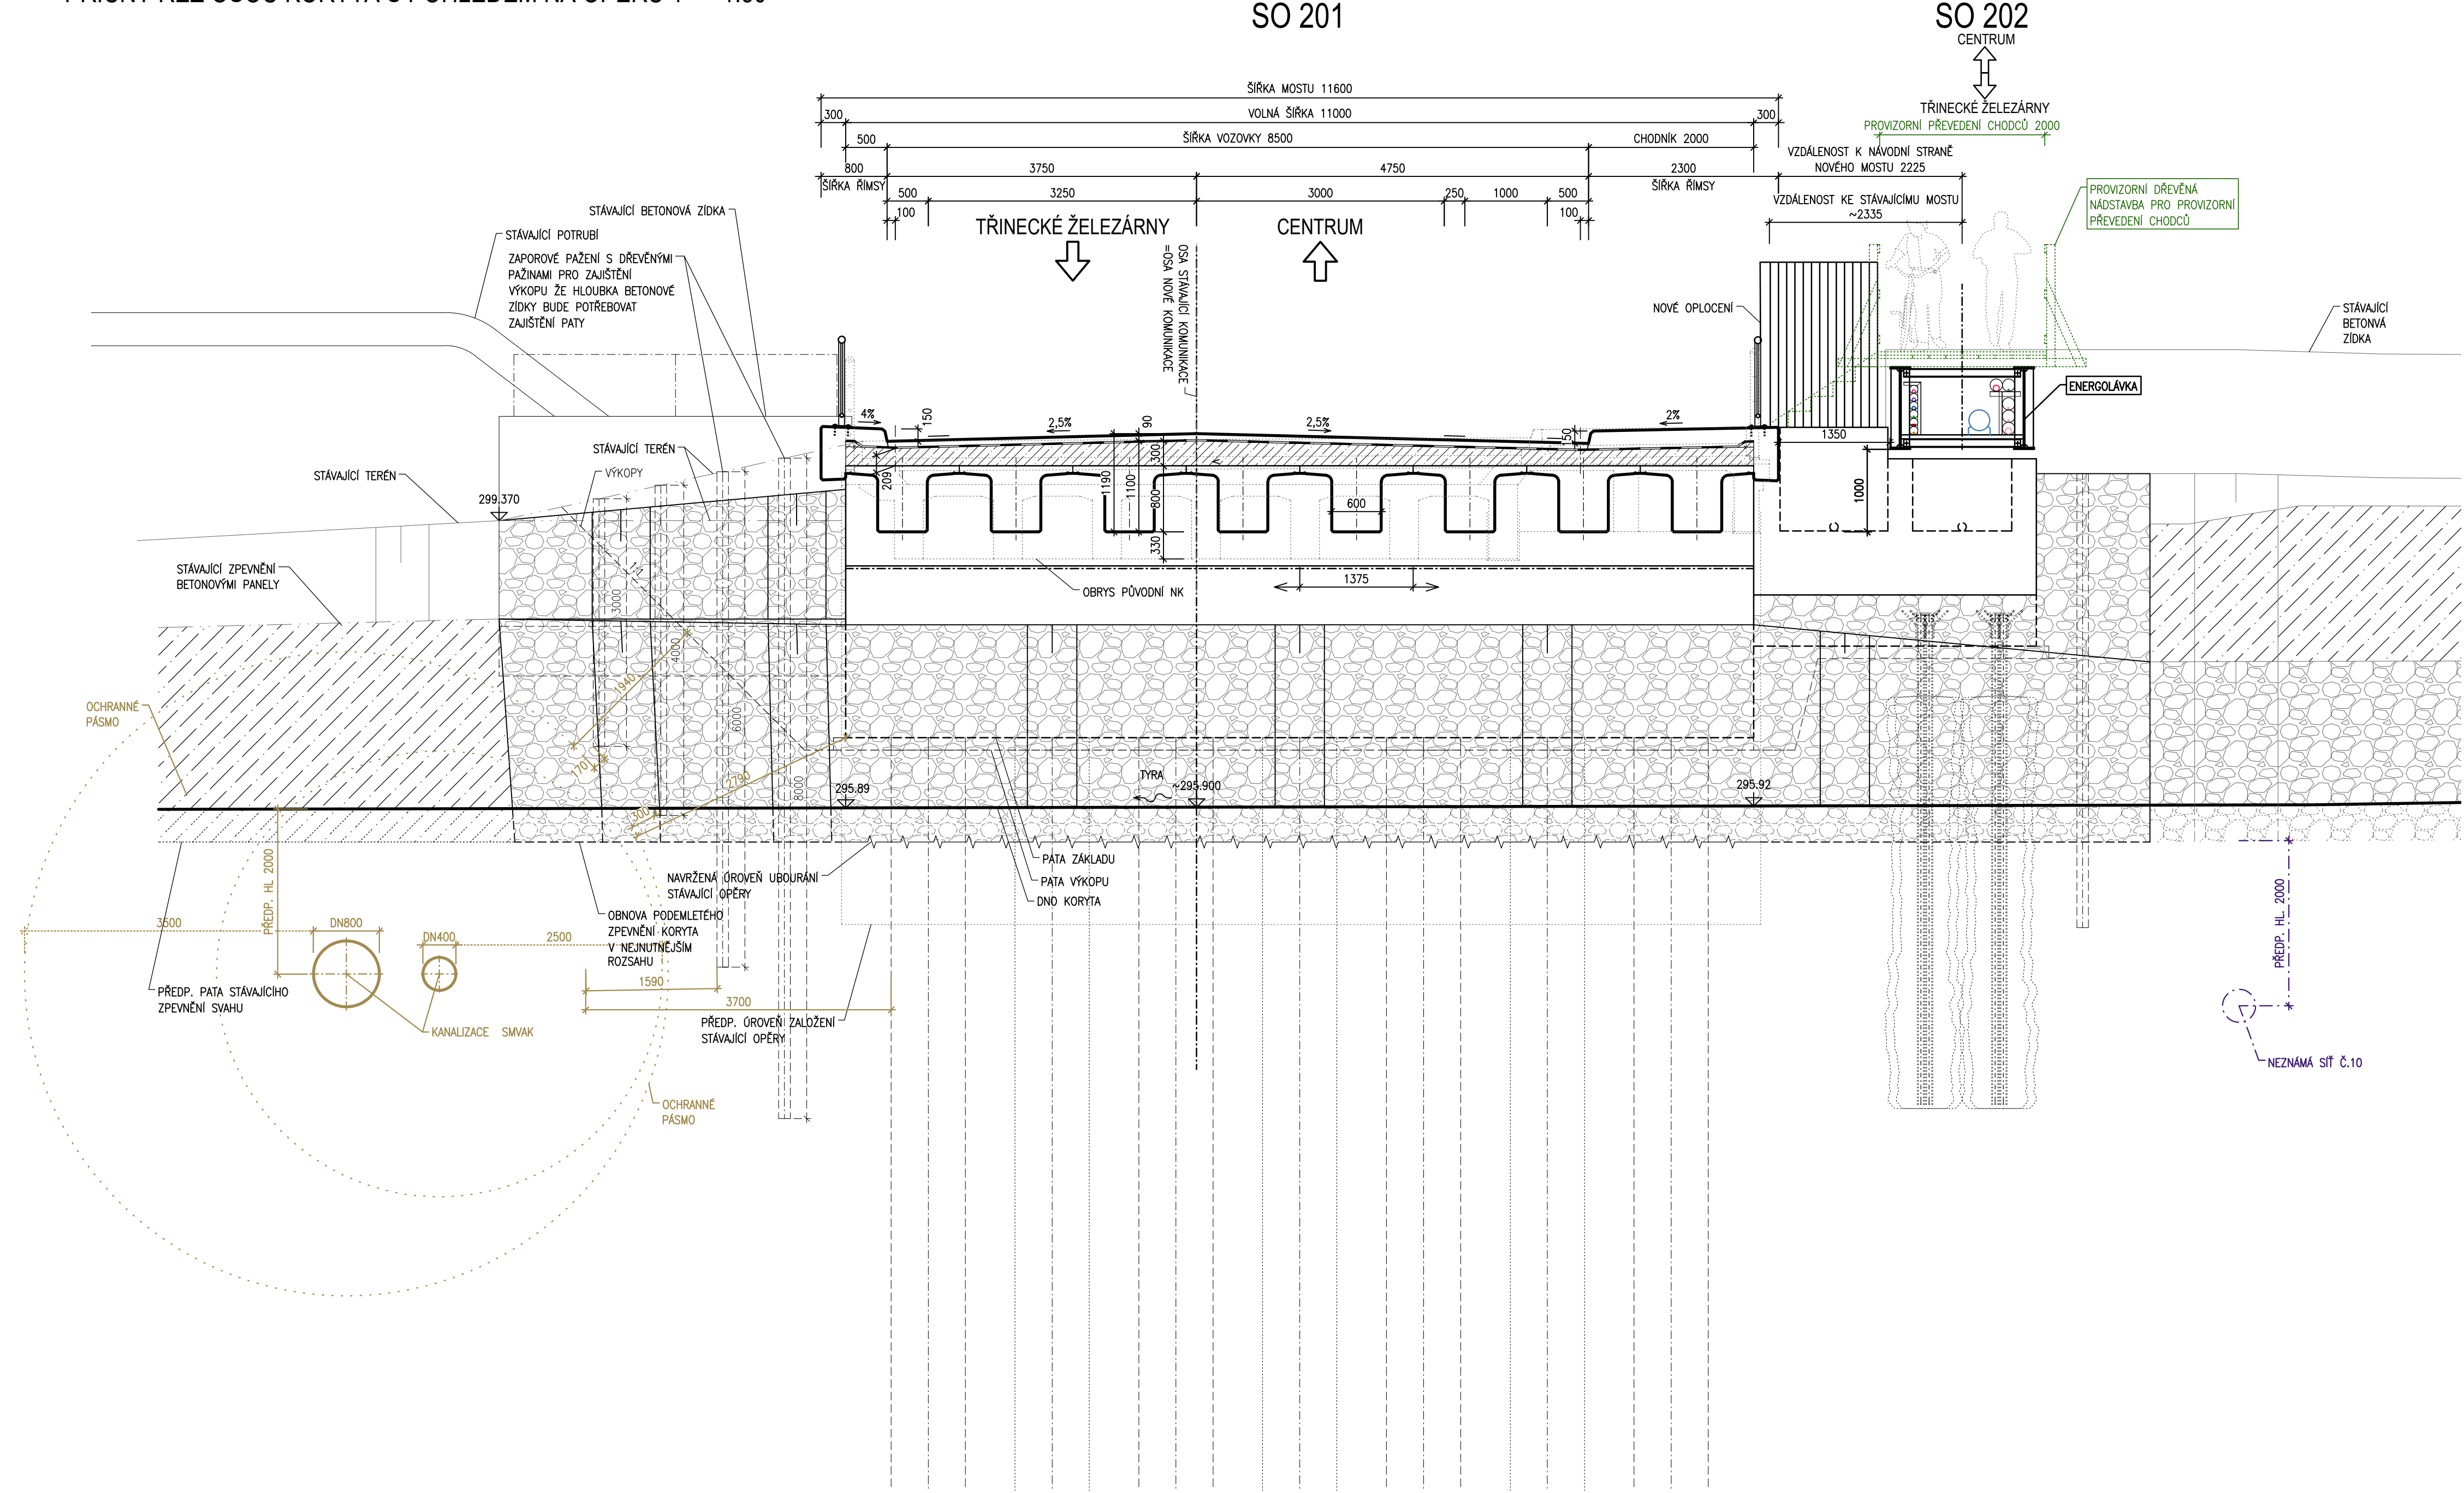 SO 201
SO 202
CENTRUM
TŘINECKÉ ŽELEZÁRNY
PROVIZORNÍ PŘEVEDENÍ CHODCŮ 2000
ŠÍŘKA MOSTU 11600
300
VOLNÁ ŠÍŘKA 11000
300
500
ŠÍŘKA VOZOVKY 8500
CHODNÍK 2000
VZDÁLENOST K NÁVODNÍ STRANĚ
NOVÉHO MOSTU 2225
800
3750
4750
2300
ŠÍŘKA ŘÍMSY
ŠÍŘKA ŘÍMSY
500
3250
3000
250
1000
500
100
100
VZDÁLENOST KE STÁVAJÍCÍMU MOSTU
~2335
PROVIZORNÍ DŘEVĚNÁ
NÁDSTAVBA PRO PROVIZORNÍ
PŘEVEDENÍ CHODCŮ
STÁVAJÍCÍ BETONOVÁ ZÍDKA
STÁVAJÍCÍ POTRUBÍ
ZAPOROVÉ PAŽENÍ S DŘEVĚNÝMI
PAŽINAMI PRO ZAJIŠTĚNÍ
VÝKOPU ŽE HLOUBKA BETONOVÉ
ZÍDKY BUDE POTŘEBOVAT
ZAJIŠTĚNÍ PATY
TŘINECKÉ ŽELEZÁRNY
CENTRUM
OSA STÁVAJÍCÍ KOMUNIKACE
=OSA NOVÉ KOMUNIKACE
NOVÉ OPLOCENÍ
STÁVAJÍCÍ
BETONVÁ
ZÍDKA
ENERGOLÁVKA
4%
150
2,5%
90
2,5%
2%
150
1350
STÁVAJÍCÍ TERÉN
VÝKOPY
STÁVAJÍCÍ TERÉN
299.370
209
300
1190
1100
800
600
1000
330
1375
OBRYS PŮVODNÍ NK
STÁVAJÍCÍ ZPEVNĚNÍ
BETONOVÝMI PANELY
1:1
3000
4000
6000
8000
1940
170
300
2790
OCHRANNÉ
PÁSMO
295.89
TYRA
~295.900
295.92
PATA ZÁKLADU
PATA VÝKOPU
DNO KORYTA
NAVRŽENÁ ÚROVEŇ UBOURÁNÍ
STÁVAJÍCÍ OPĚRY
OBNOVA PODEMLETÉHO
ZPEVNĚNÍ KORYTA
V NEJNUTNĚJŠÍM
ROZSAHU
PŘEDP. HL 2000
3500
DN800
DN400
2500
1590
3700
PŘEDP. PATA STÁVAJÍCÍHO
ZPEVNĚNÍ SVAHU
KANALIZACE SMVAK
PŘEDP. ÚROVEŇ ZALOŽENÍ
STÁVAJÍCÍ OPĚRY
OCHRANNÉ
PÁSMO
PŘEDP. HL. 2000
NEZNÁMÁ SÍŤ Č.10